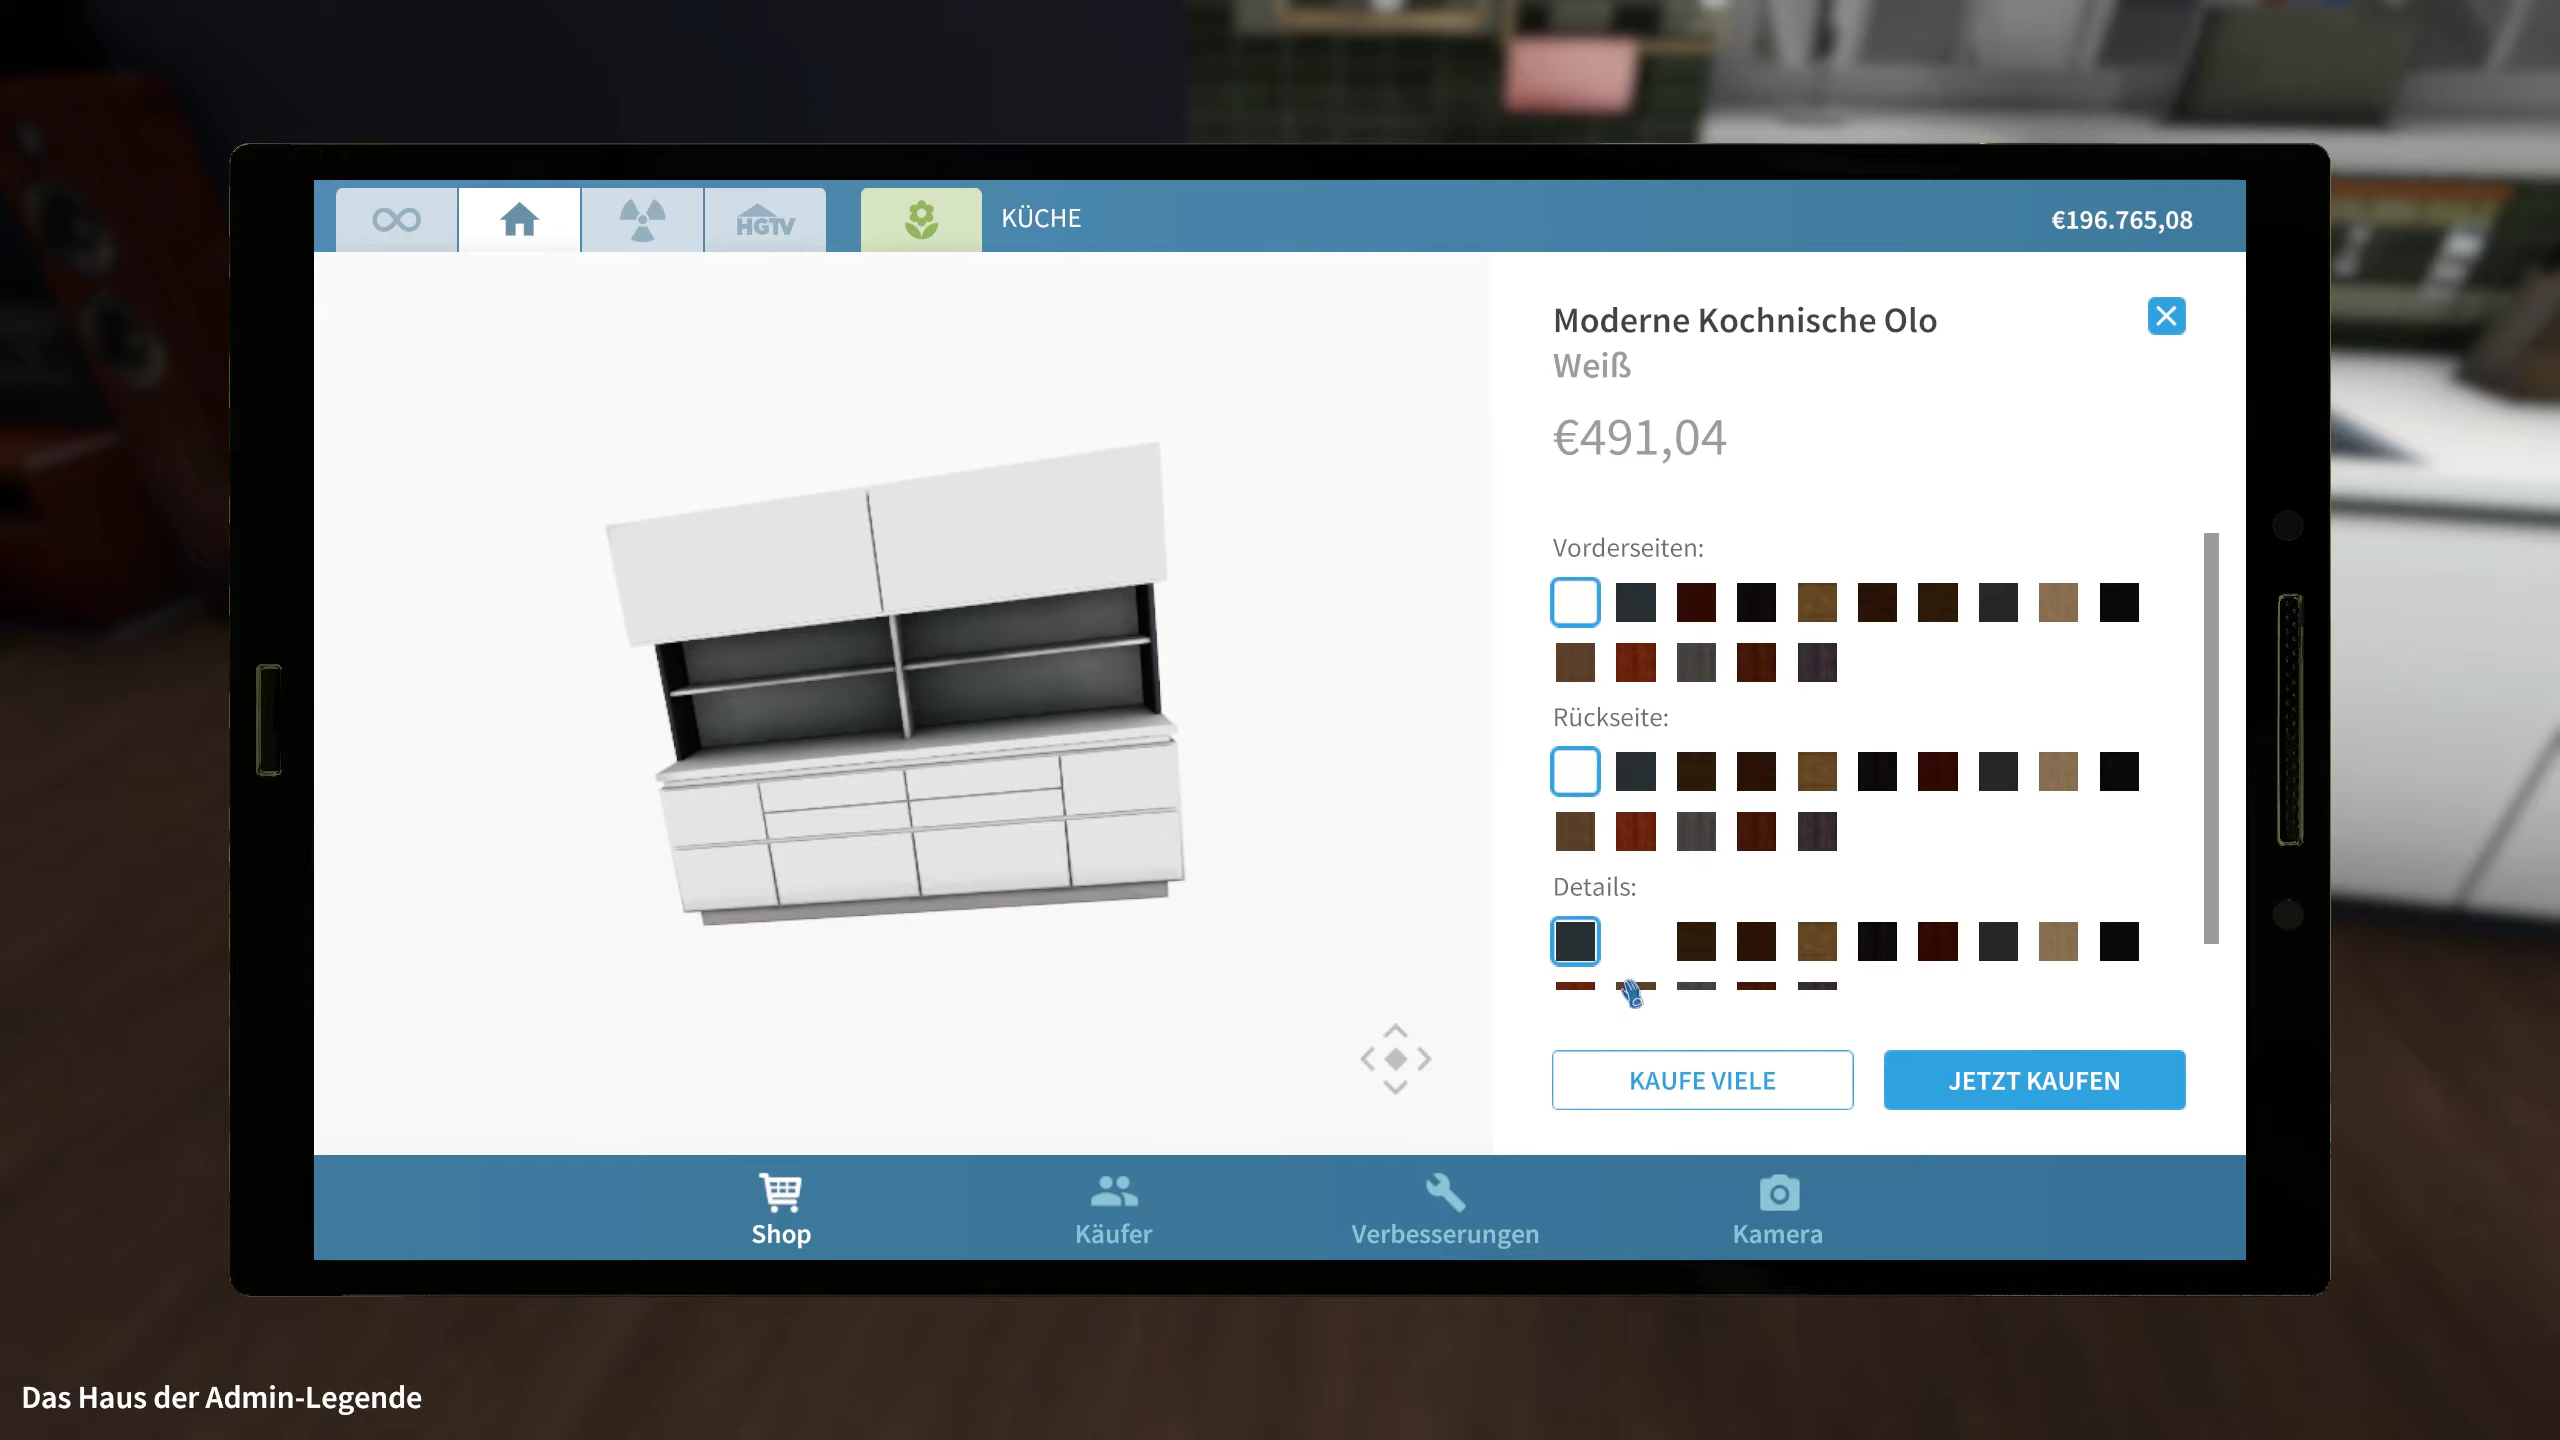 HGTV
KÜCHE
€196.765,08
Moderne Kochnische Olo
Weiß
€491,04
Vorderseiten:
Rückseite:
Details:
KAUFE VIELE
JETZT KAUFEN
Shop
Käufer
Verbesserungen
Kamera
Das Haus der Admin-Legende